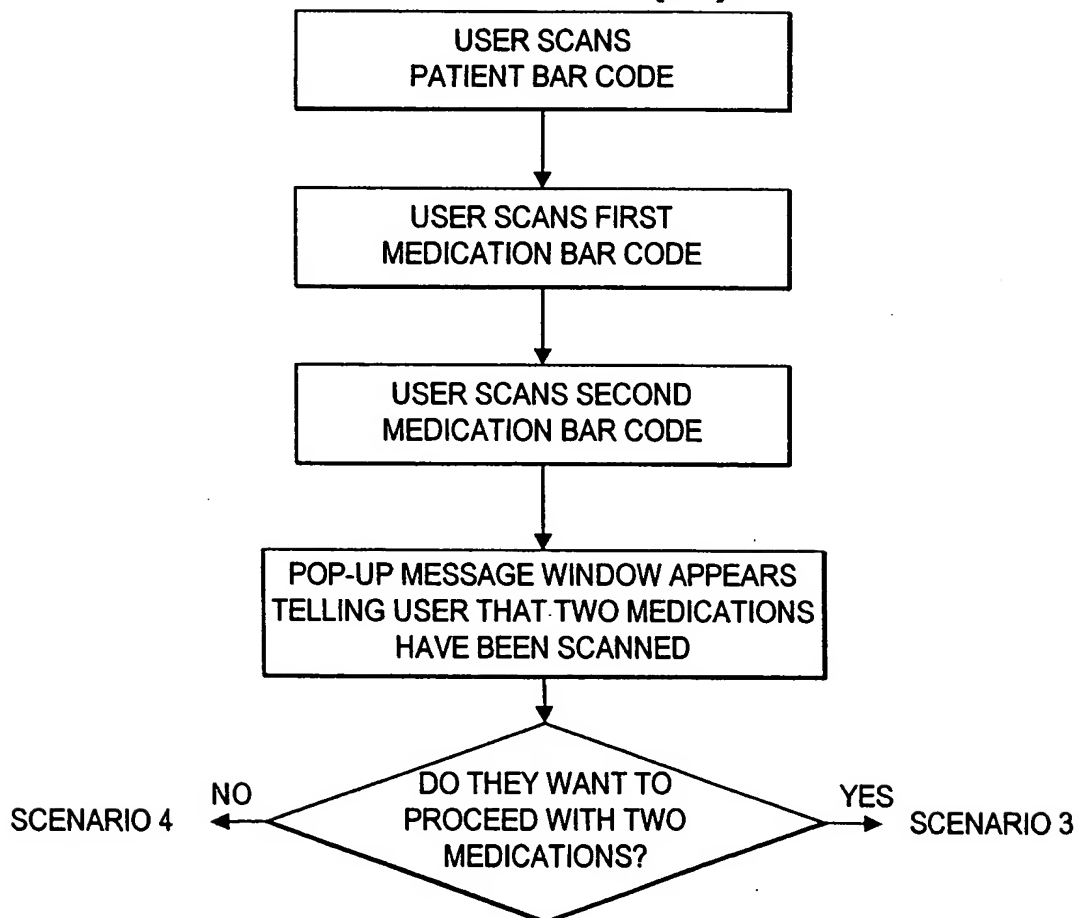 USER SCANS
PATIENT BAR CODE
USER SCANS FIRST
MEDICATION BAR CODE
USER SCANS SECOND
MEDICATION BAR CODE
POP-UP MESSAGE WINDOW APPEARS
TELLING USER THAT TWO MEDICATIONS
HAVE BEEN SCANNED
DO THEY WANT TO
PROCEED WITH TWO
MEDICATIONS?
NO
SCENARIO 4
YES
SCENARIO 3